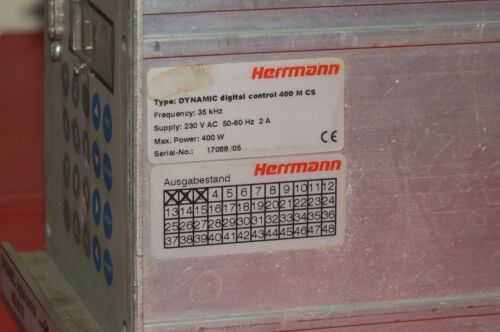 Herrmann
Type: DYNAMIC digital control 400 M CS
Frequency: 35 kHz
Supply: 230 V AC 50-60 Hz 2 A
Max. Power: 400 W
Serial-No.: 17088 /05
CE
Herrmann
Ausgabestand
4 5 6 7 8 9 10 11 12
13 14 15 16 17 18 19 20 21 22 23 24
25 26 27 28 29 30 31 32 33 34 35 36
37 38 39 40 41 42 43 44 45 46 47 48
DYNAMIC